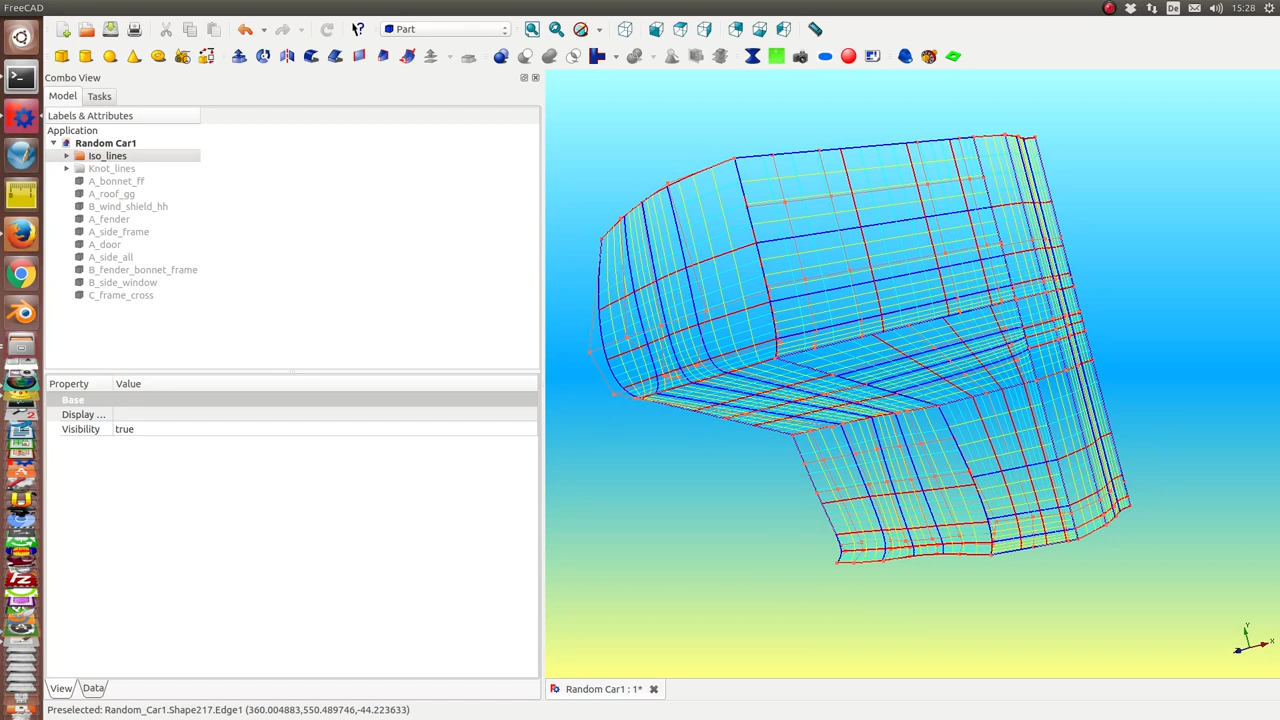 FreeCAD
De
15:28
Part
Combo View
Model
Tasks
Labels & Attributes
Application
Random Car1
Iso_lines
Knot_lines
A_bonnet_ff
A_roof_gg
B_wind_shield_hh
A_fender
A_side_frame
A_door
A_side_all
B_fender_bonnet_frame
B_side_window
C_frame_cross
Property Value
Base
Display ...
Visibility true
Y
X
View
Data
Random Car1 : 1*
Preselected: Random_Car1.Shape217.Edge1 (360.004883,550.489746,-44.223633)